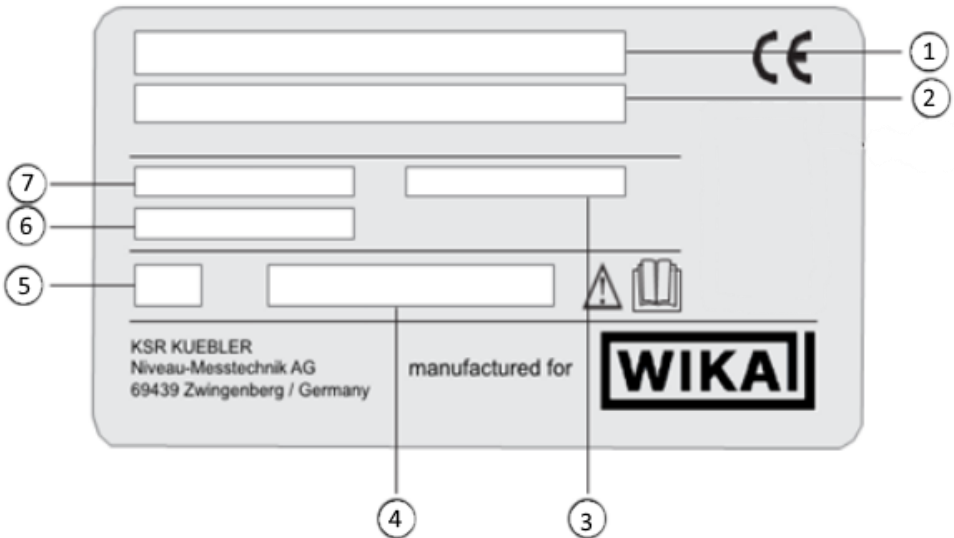 CE
1
2
7
6
5
KSR KUEBLER
Niveau-Messtechnik AG
69439 Zwingenberg / Germany
manufactured for
WIKA
4
3